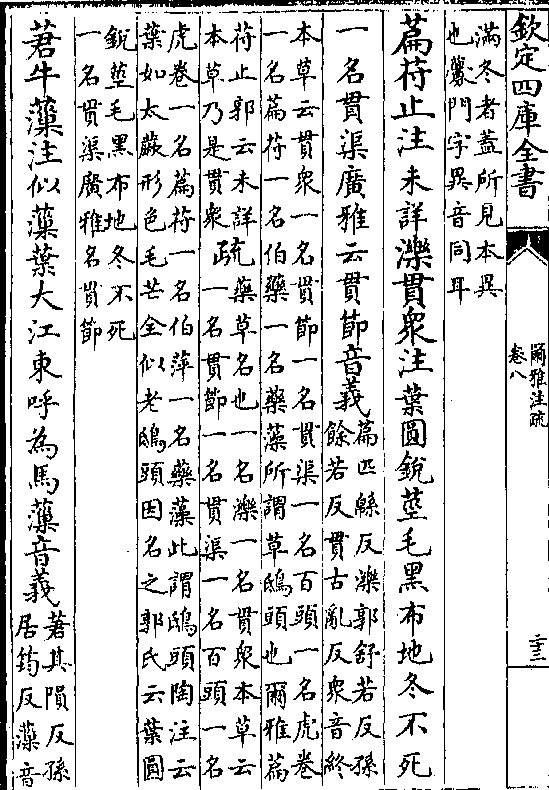 欽定四庫全書
爾雅注疏
卷八
二十三
滿冬者蓋所見本異
也虋門字異音同耳
萹苻止注未詳濼貫衆注葉圓銳莖毛黑布地冬不死
一名貫渠廣雅云貫節音義
萹匹緜反濼郭舒若反孫
餘若反貫古亂反衆音終
本草云貫衆一名貫節一名貫渠一名百頭一名虎卷
一名萹苻一名伯藥一名藥藻所謂草鴟頭也爾雅萹
苻止郭云未詳
本草乃是貫衆
疏
藥草名也一名濼一名貫衆本草云
一名貫節一名貫渠一名百頭一名
虎卷一名萹苻一名伯萍一名藥藻此謂鴟頭陶注云
葉如大蕨形色毛芒全似老鴟頭因名之郭氏云葉圓
銳莖毛黑布地冬不死
一名貫渠廣雅名貫節
莙牛藻注似藻葉大江東呼為馬藻音義
莙其隕反孫
居筠反藻音